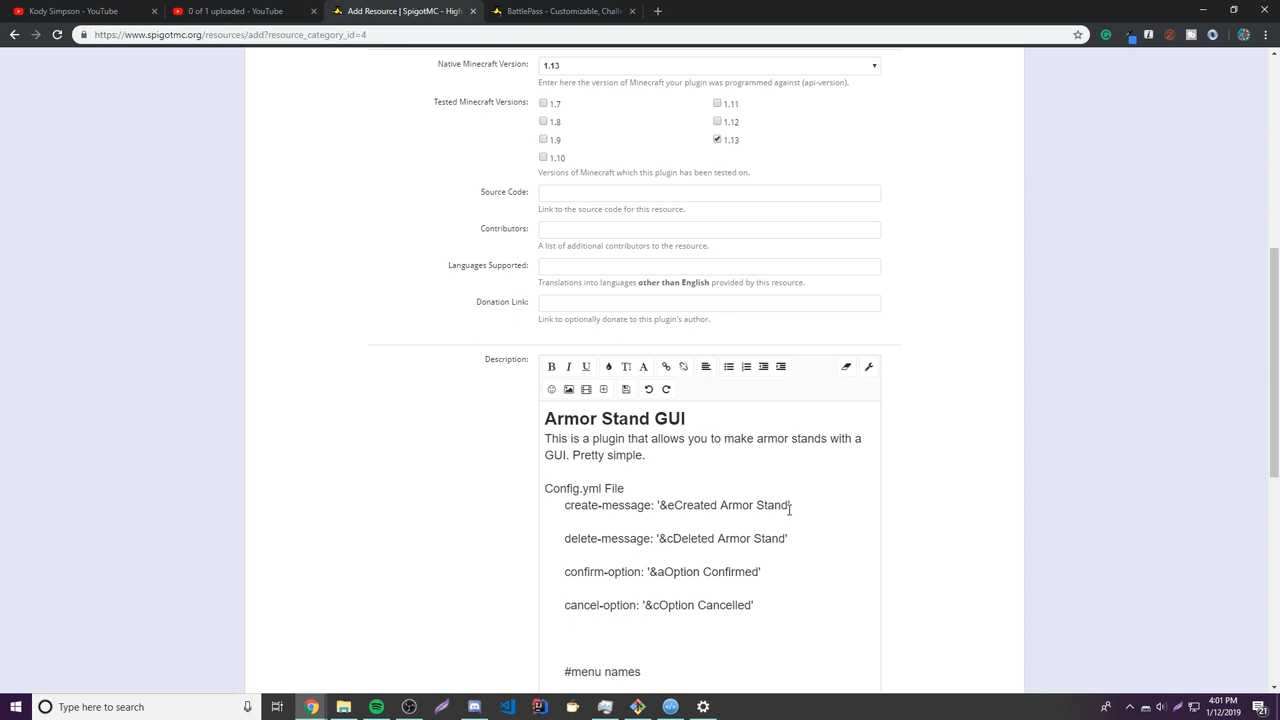 Kody Simpson - YouTube
0 of 1 uploaded - YouTube
Add Resource | SpigotMC - High
BattlePass - Customizable, Challe
https://www.spigotmc.org/resources/add?resource_category_id=4
Native Minecraft Version:
1.13
Enter here the version of Minecraft your plugin was programmed against (api-version).
Tested Minecraft Versions:
1.7
1.11
1.8
1.12
1.9
1.13
1.10
Versions of Minecraft which this plugin has been tested on.
Source Code:
Link to the source code for this resource.
Contributors:
A list of additional contributors to the resource.
Languages Supported:
Translations into languages other than English provided by this resource.
Donation Link:
Link to optionally donate to this plugin's author.
Description:
Armor Stand GUI
This is a plugin that allows you to make armor stands with a
GUI. Pretty simple.
Config.yml File
create-message: '&eCreated Armor Stand'
delete-message: '&cDeleted Armor Stand'
confirm-option: '&aOption Confirmed'
cancel-option: '&cOption Cancelled'
#menu names
Type here to search
4:01 PM
1/12/2019